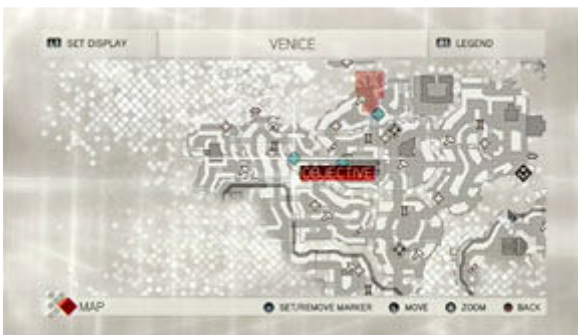 SET DISPLAY
VENICE
LEGEND
OBJECTIVE
MAP
SET/REMOVE MARKER
MOVE
ZOOM
BACK